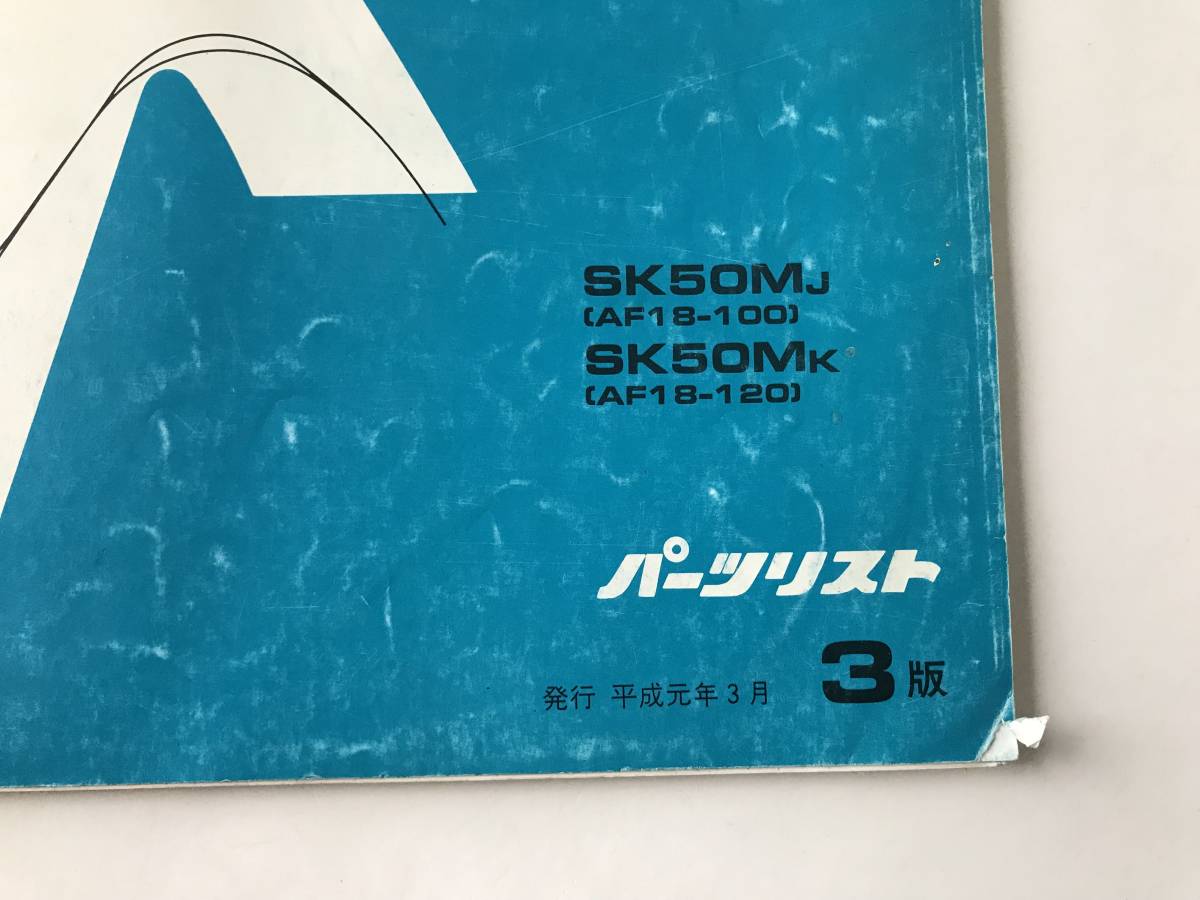 SK50MJ
(AF18-100)
SK50MK
(AF18-120)
パーツリスト
発行 平成元年3月 3版